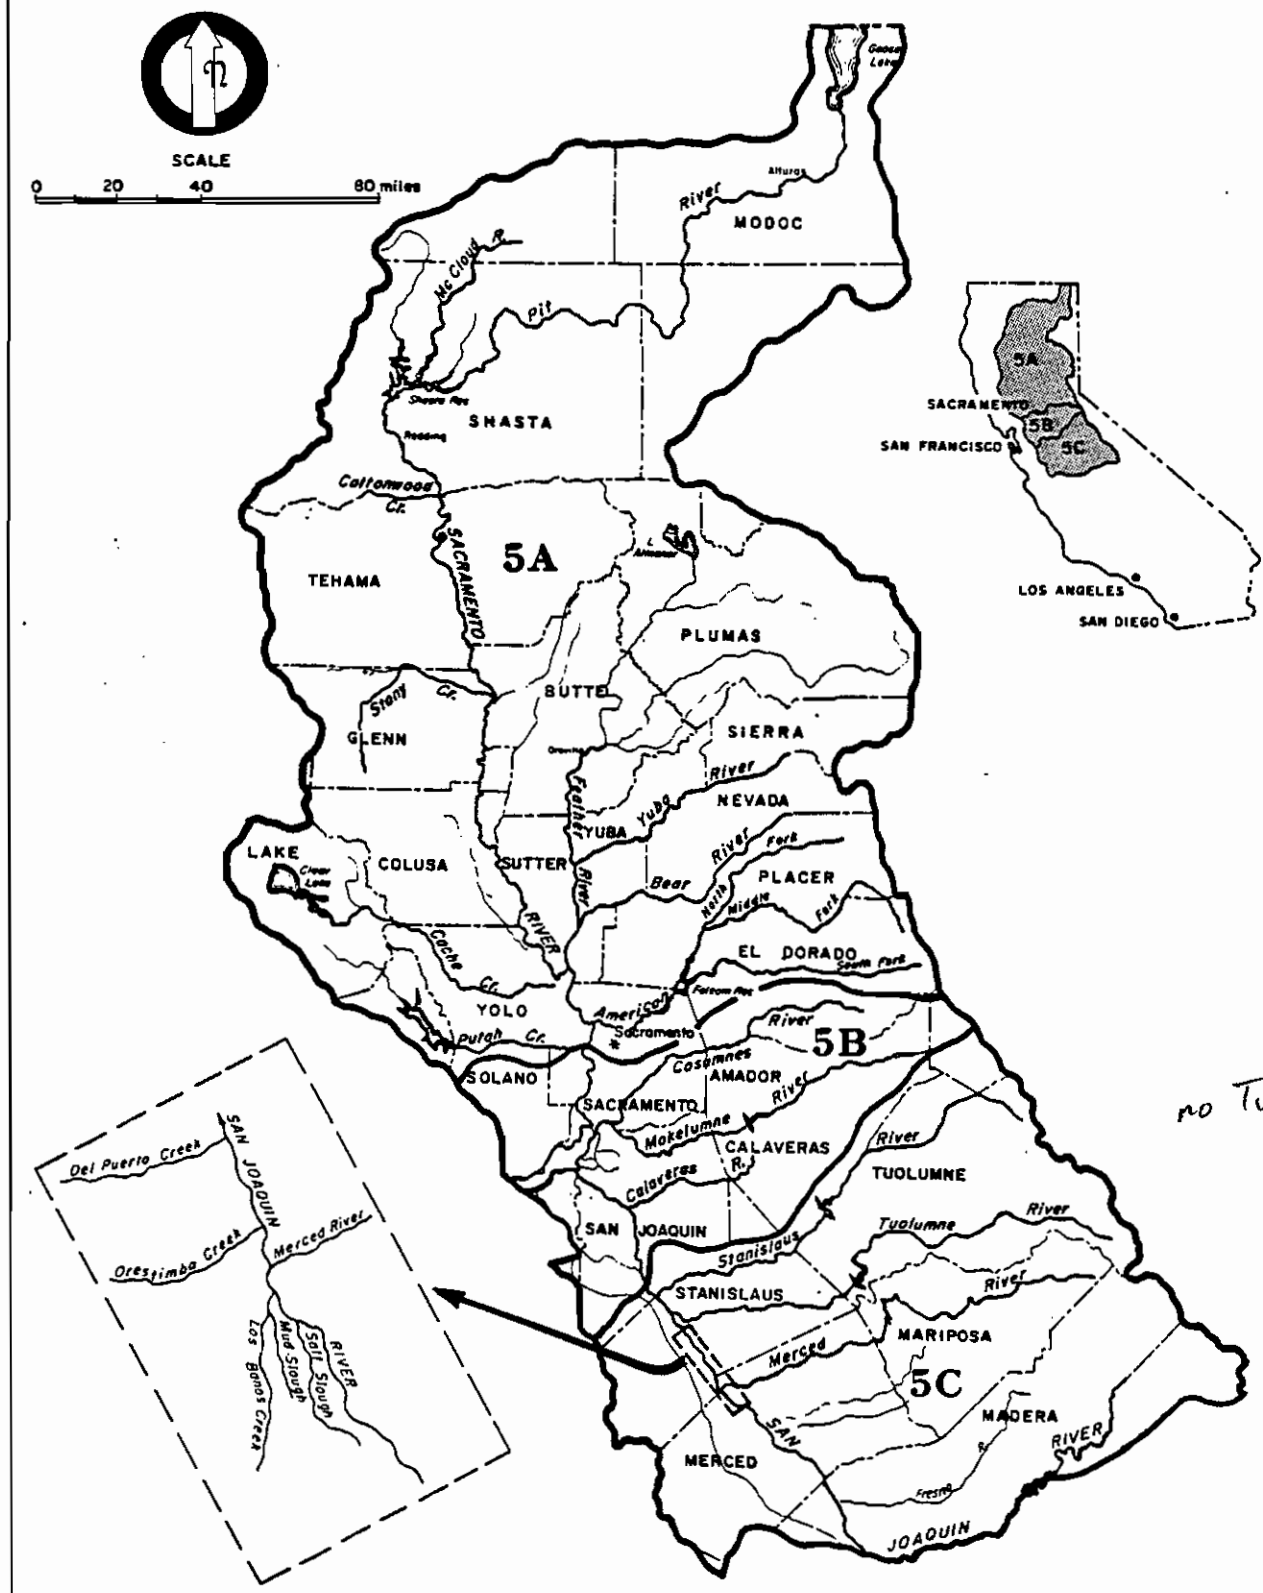 n
SCALE
0 20 40 80 miles
Goose
Lake
Alturas
River
MODOC
Mc Cloud R.
Pit
Shasta Res
SHASTA
Redding
Cottonwood
Cr.
SACRAMENTO
5A
L
Almanor
TEHAMA
PLUMAS
BUTTE
Stony Cr.
GLENN
SIERRA
Oroville
Feather
River
Yuba River
NEVADA
YUBA
LAKE
Clear
Lake
COLUSA
SUTTER
RIVER
Bear River
North Fork
PLACER
Middle Fork
EL DORADO
South Fork
Cache
Cr.
YOLO
American
Folsom Res
Sacramento
*
Putah Cr.
SOLANO
River
5B
Cosumnes
AMADOR
SACRAMENTO
Mokelumne River
CALAVERAS
Calaveras R.
River
TUOLUMNE
SAN JOAQUIN
Stanislaus
Tuolumne River
STANISLAUS
River
MARIPOSA
Merced
5C
SAN
MADERA
R.
RIVER
MERCED
Fresno
JOAQUIN
5A
SACRAMENTO
5B
SAN FRANCISCO
5C
LOS ANGELES
SAN DIEGO
no
Del Puerto Creek
SAN JOAQUIN
Merced River
Orestimba Creek
RIVER
Salt Slough
Mud Slough
Los Banos Creek